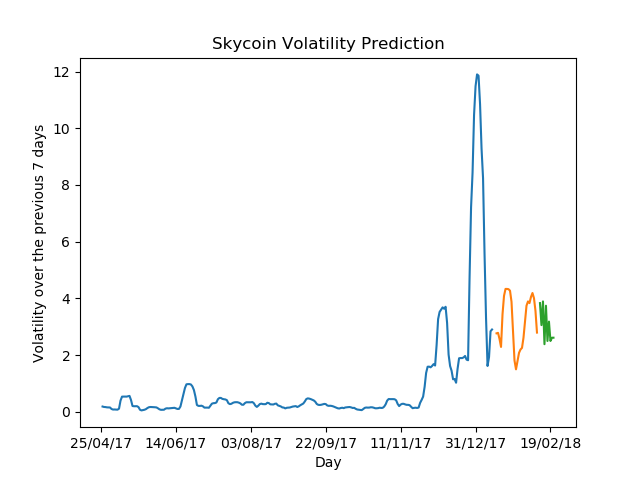 Skycoin Volatility Prediction
Volatility over the previous 7 days
12
10
8
6
4
2
0
25/04/17 14/06/17 03/08/17 22/09/17 11/11/17 31/12/17 19/02/18
Day